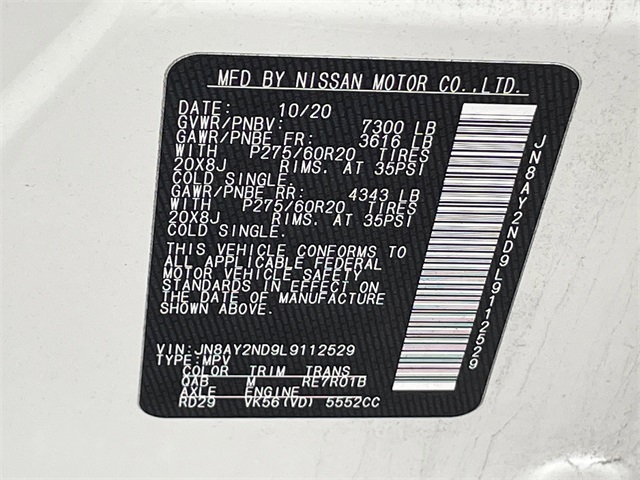 MFD BY NISSAN MOTOR CO.,LTD.
DATE: 10/20
GVWR/PNBV: 7300 LB
GAWR/PNBE FR: 3616 LB
WITH P275/60R20 TIRES
20X8J RIMS. AT 35PSI
COLD SINGLE.
GAWR/PNBE RR: 4343 LB
WITH P275/60R20 TIRES
20X8J RIMS. AT 35PSI
COLD SINGLE.
THIS VEHICLE CONFORMS TO
ALL APPLICABLE FEDERAL
MOTOR VEHICLE SAFETY
STANDARDS IN EFFECT ON
THE DATE OF MANUFACTURE
SHOWN ABOVE.
VIN:JN8AY2ND9L9112529
TYPE:MPV
COLOR TRIM TRANS
QAB M RE7R01B
AXLE ENGINE
RD29 VK56(VD) 5552CC
JN8AY2ND9L9112529